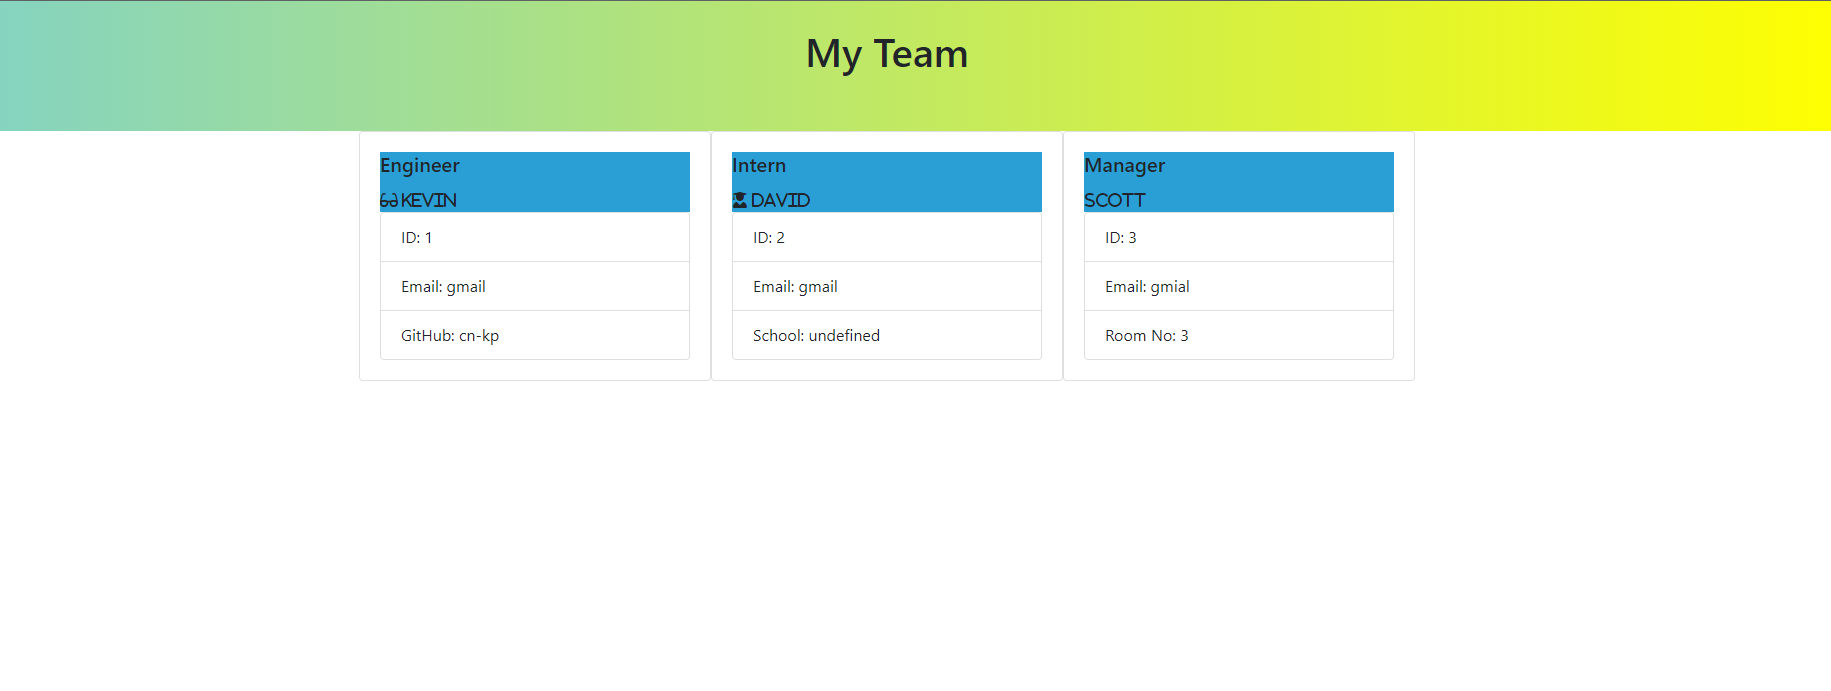 My Team
Engineer
KEVIN
ID: 1
Email: gmail
GitHub: cn-kp
Intern
DAVID
ID: 2
Email: gmail
School: undefined
Manager
SCOTT
ID: 3
Email: gmial
Room No: 3